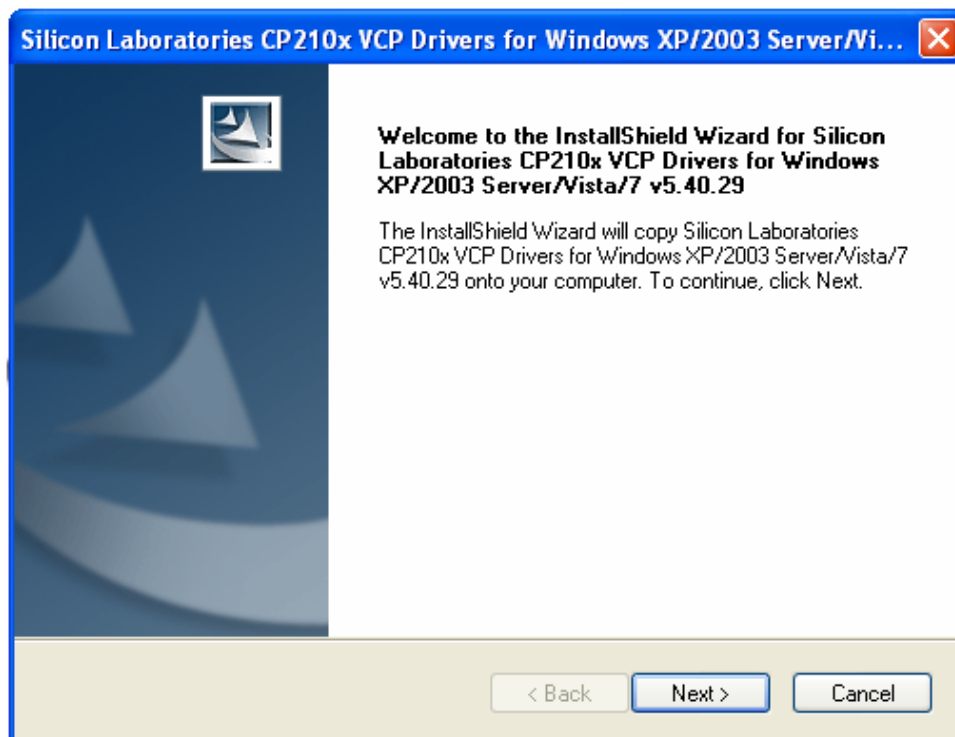 Silicon Laboratories CP210x VCP Drivers for Windows XP/2003 Server/Vi...
Welcome to the InstallShield Wizard for Silicon
Laboratories CP210x VCP Drivers for Windows
XP/2003 Server/Vista/7 v5.40.29
The InstallShield Wizard will copy Silicon Laboratories
CP210x VCP Drivers for Windows XP/2003 Server/Vista/7
v5.40.29 onto your computer. To continue, click Next.
< Back
Next >
Cancel